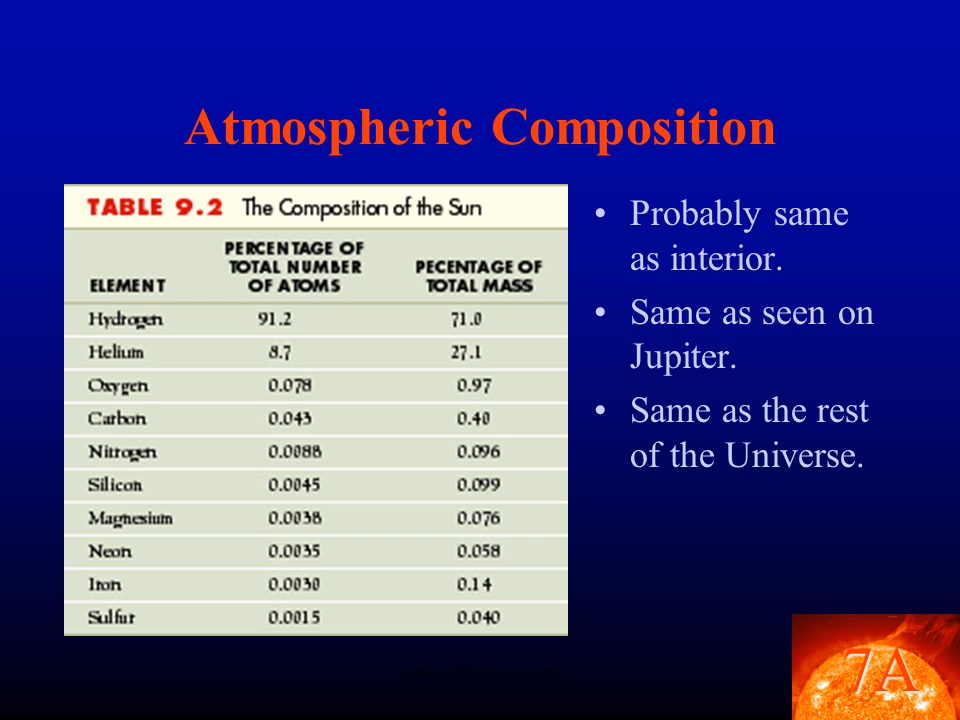 Atmospheric Composition
TABLE 9.2 The Composition of the Sun
ELEMENT PERCENTAGE OF TOTAL NUMBER OF ATOMS PECENTAGE OF TOTAL MASS
Hydrogen 91.2 71.0
Helium 8.7 27.1
Oxygen 0.078 0.97
Carbon 0.043 0.40
Nitrogen 0.0088 0.096
Silicon 0.0045 0.099
Magnesium 0.0038 0.076
Neon 0.0035 0.058
Iron 0.0030 0.14
Sulfur 0.0015 0.040
• Probably same
as interior.
• Same as seen on
Jupiter.
• Same as the rest
of the Universe.
7A